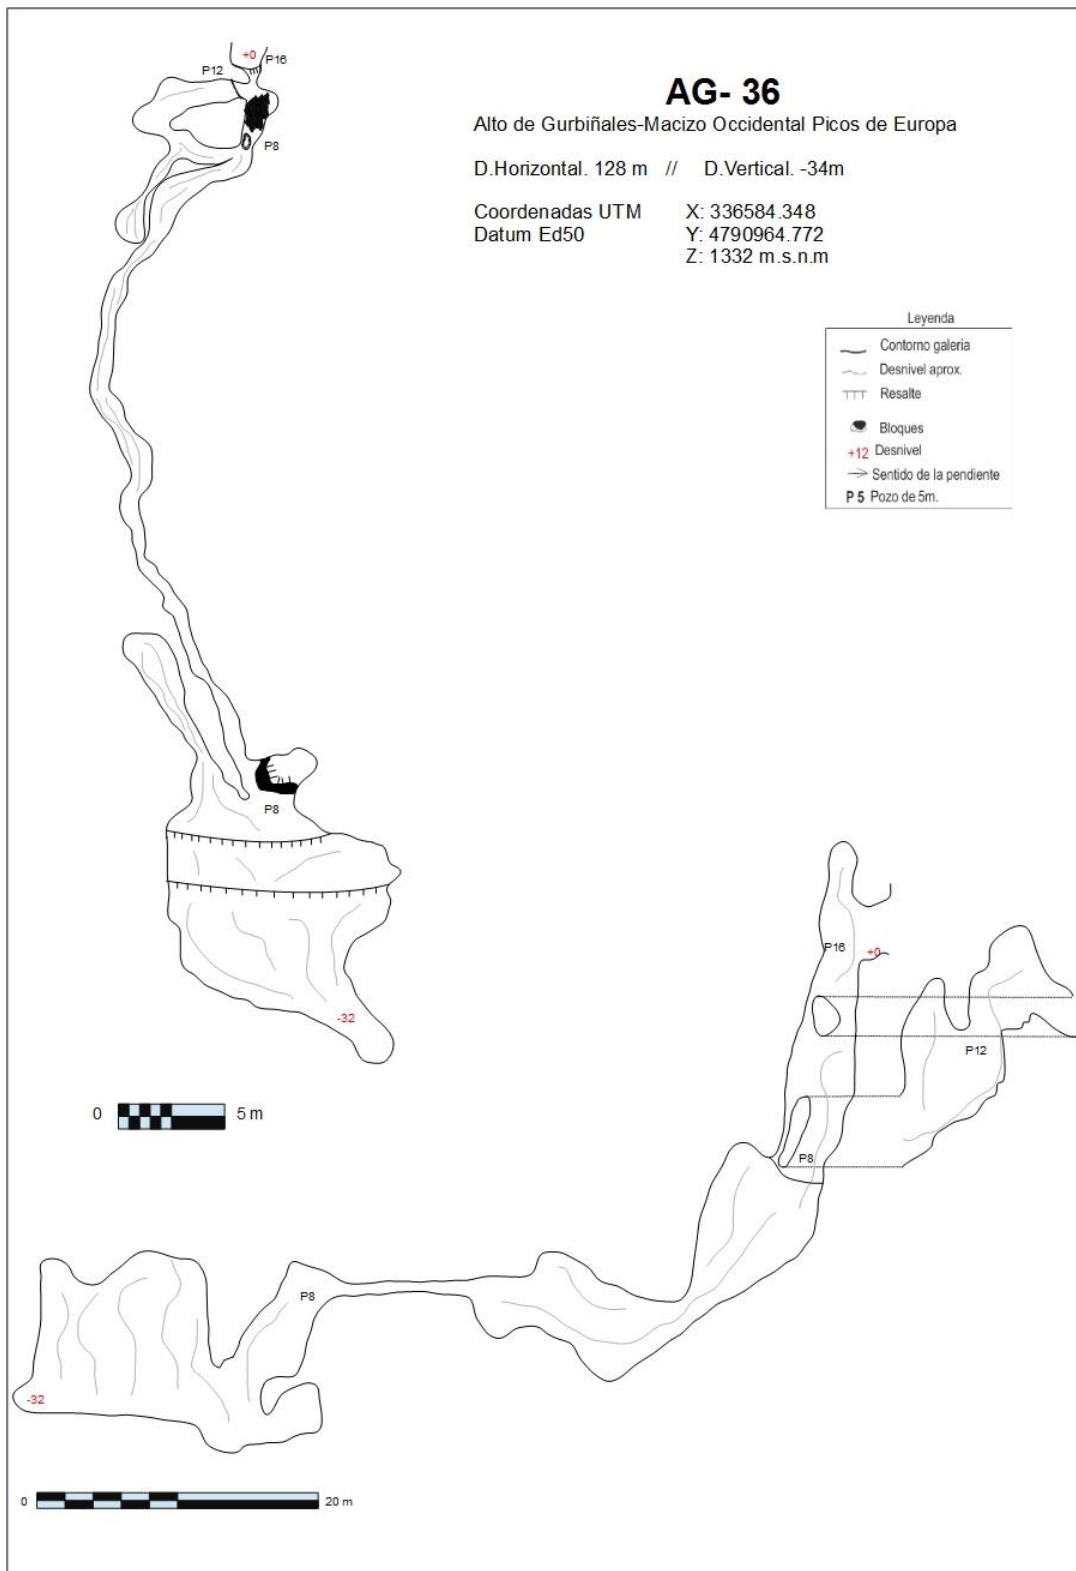 +0
P16
P12
P8
AG- 36
Alto de Gurbiñales-Macizo Occidental Picos de Europa
D.Horizontal. 128 m // D.Vertical. -34m
Coordenadas UTM X: 336584.348
Datum Ed50 Y: 4790964.772
Z: 1332 m.s.n.m
Leyenda
Contorno galeria
Desnivel aprox.
Resalte
Bloques
+12 Desnivel
Sentido de la pendiente
P 5 Pozo de 5m.
P8
-32
0 5 m
P16
+0
P12
P8
P8
-32
0 20 m